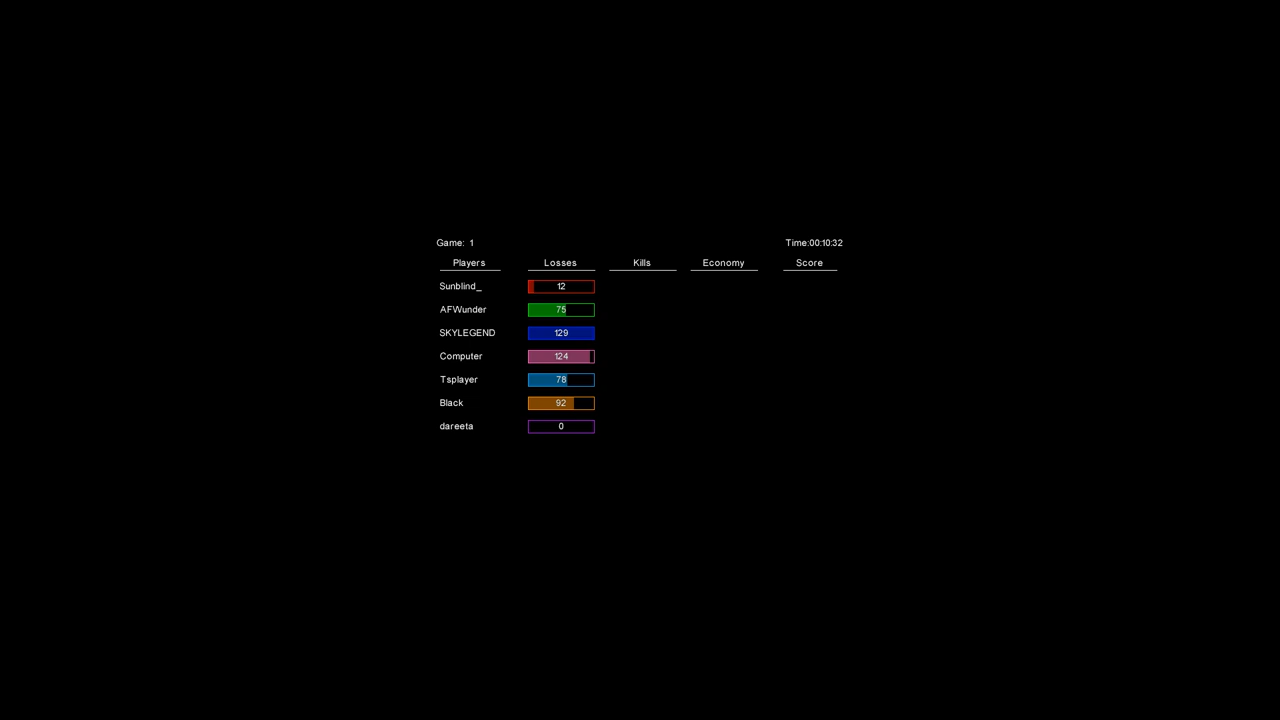 Game: 1 Time:00:10:32
Players Losses Kills Economy Score
Sunblind_ 12
AFWunder 75
SKYLEGEND 129
Computer 124
Tsplayer 78
Black 92
dareeta 0